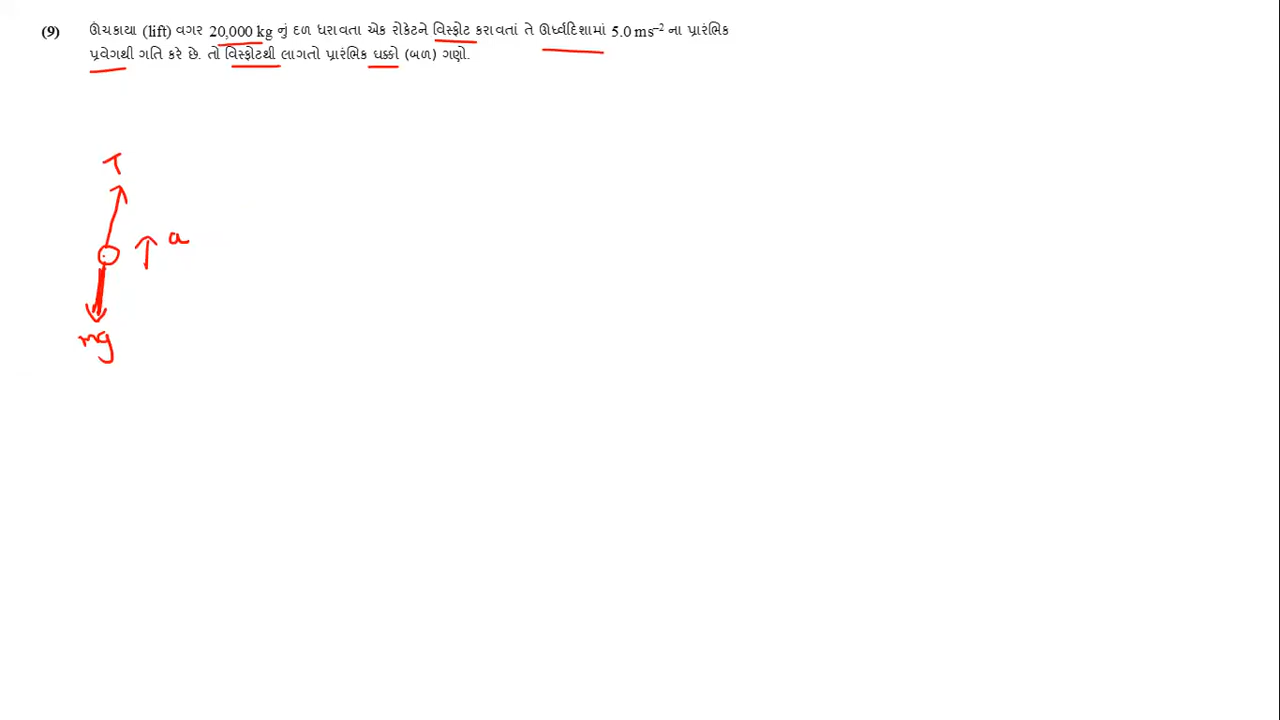 (9) ઊંચકાયા (lift) વગર 20,000 kg નું દળ ધરાવતા એક રોકેટને વિસ્ફોટ કરાવતાં તે ઊર્ધ્વદિશામાં 5.0 ms⁻² ના પ્રારંભિક
પ્રવેગથી ગતિ કરે છે. તો વિસ્ફોટથી લાગતો પ્રારંભિક ધક્કો (બળ) ગણો.
T
a
mg